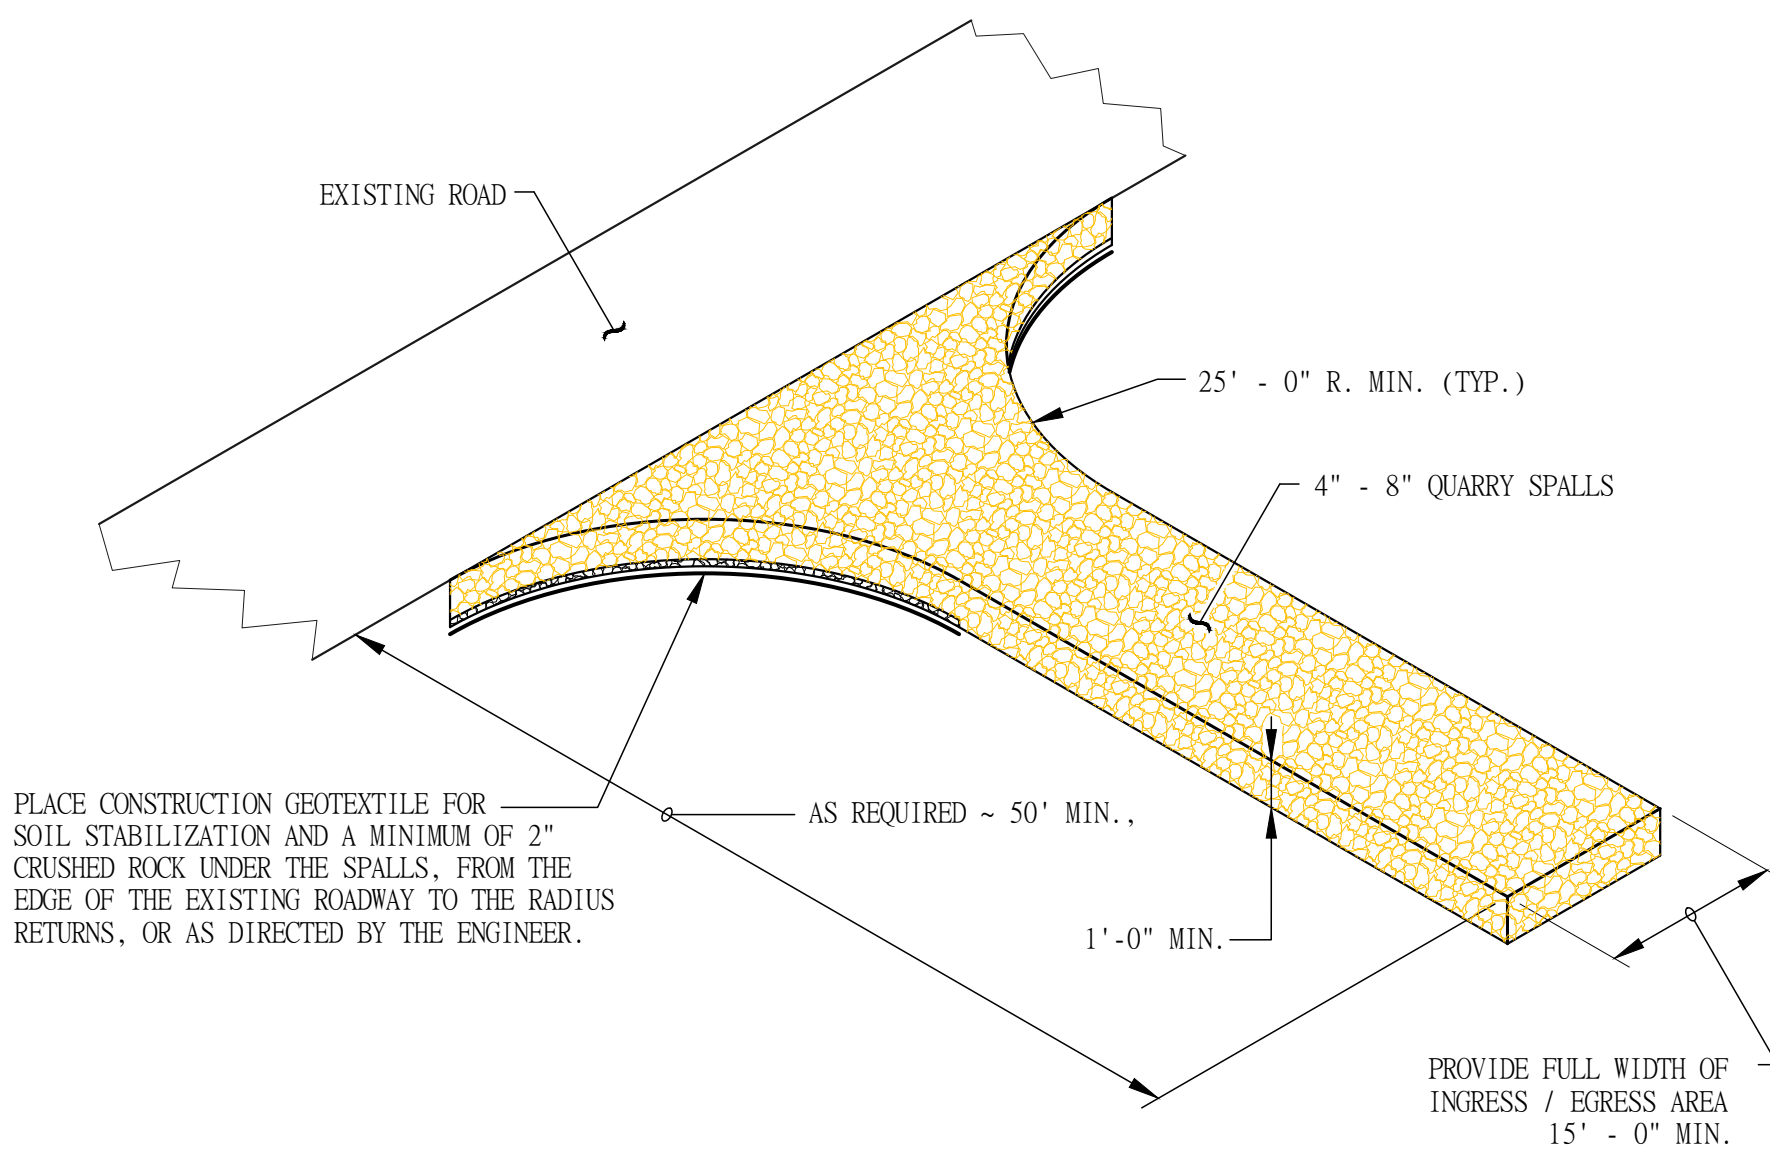 EXISTING ROAD
25' - 0" R. MIN. (TYP.)
4" - 8" QUARRY SPALLS
PLACE CONSTRUCTION GEOTEXTILE FOR
SOIL STABILIZATION AND A MINIMUM OF 2"
CRUSHED ROCK UNDER THE SPALLS, FROM THE
EDGE OF THE EXISTING ROADWAY TO THE RADIUS
RETURNS, OR AS DIRECTED BY THE ENGINEER.
AS REQUIRED ~ 50' MIN.,
1'-0" MIN.
PROVIDE FULL WIDTH OF
INGRESS / EGRESS AREA
15' - 0" MIN.